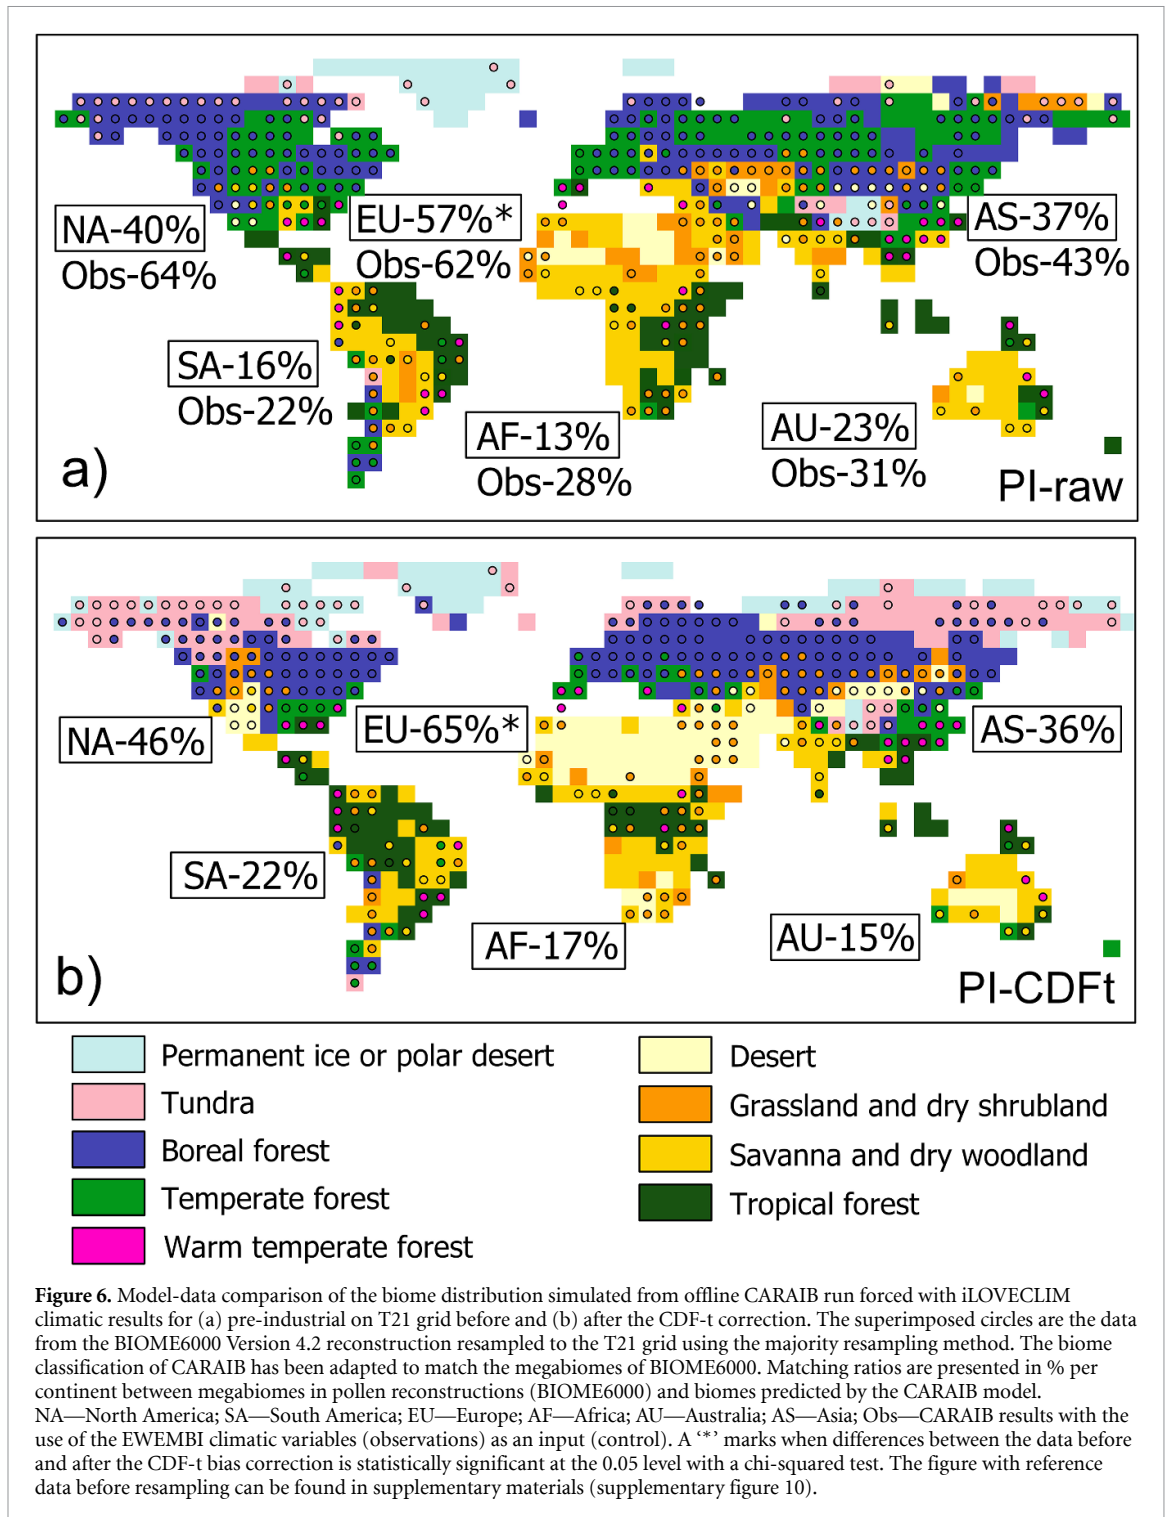 NA-40%
Obs-64%
EU-57%*
Obs-62%
AS-37%
Obs-43%
SA-16%
Obs-22%
AF-13%
Obs-28%
AU-23%
Obs-31%
a)
PI-raw
NA-46%
EU-65%*
AS-36%
SA-22%
AF-17%
AU-15%
b)
PI-CDFt
Permanent ice or polar desert
Tundra
Boreal forest
Temperate forest
Warm temperate forest
Desert
Grassland and dry shrubland
Savanna and dry woodland
Tropical forest
Figure 6. Model-data comparison of the biome distribution simulated from offline CARAIB run forced with iLOVECLIM
climatic results for (a) pre-industrial on T21 grid before and (b) after the CDF-t correction. The superimposed circles are the data
from the BIOME6000 Version 4.2 reconstruction resampled to the T21 grid using the majority resampling method. The biome
classification of CARAIB has been adapted to match the megabiomes of BIOME6000. Matching ratios are presented in % per
continent between megabiomes in pollen reconstructions (BIOME6000) and biomes predicted by the CARAIB model.
NA—North America; SA—South America; EU—Europe; AF—Africa; AU—Australia; AS—Asia; Obs—CARAIB results with the
use of the EWEMBI climatic variables (observations) as an input (control). A ‘*’ marks when differences between the data before
and after the CDF-t bias correction is statistically significant at the 0.05 level with a chi-squared test. The figure with reference
data before resampling can be found in supplementary materials (supplementary figure 10).